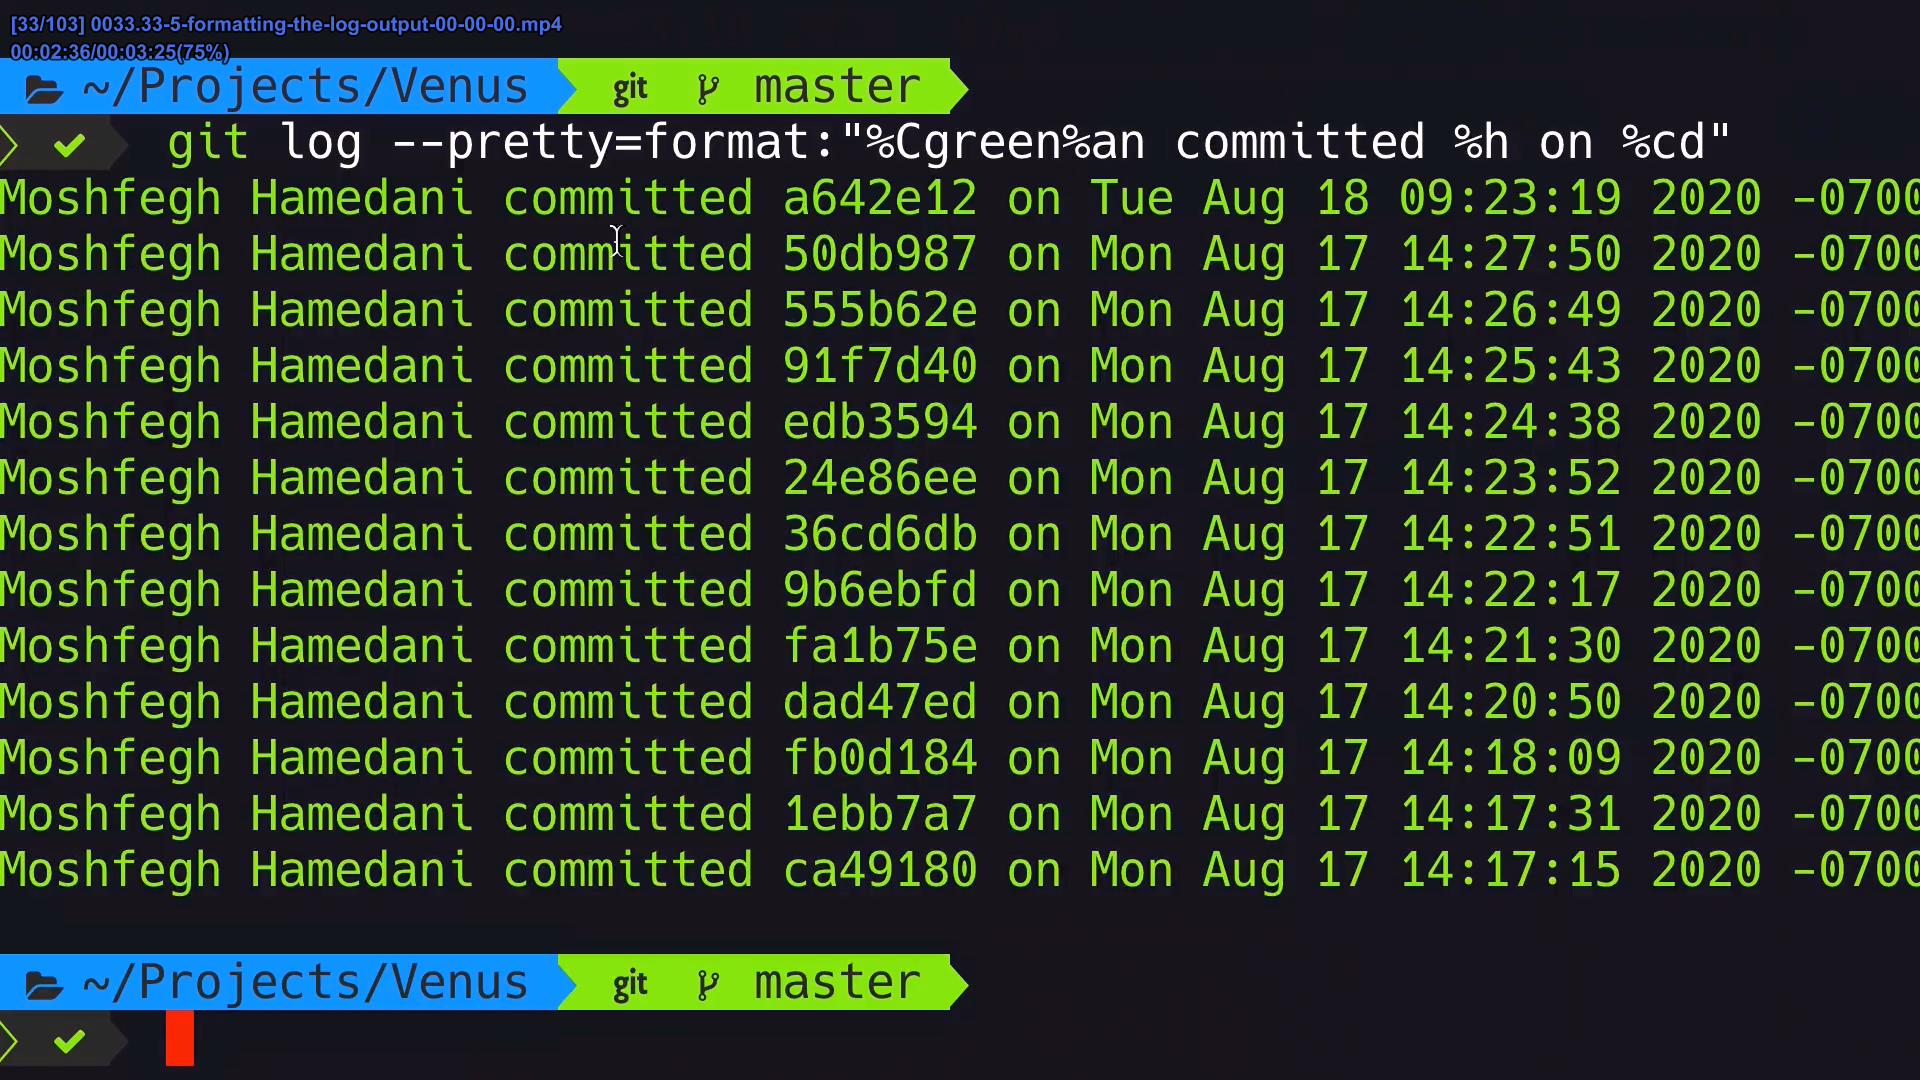 [33/103] 0033.33-5-formatting-the-log-output-00-00-00.mp4
00:02:36/00:03:25(75%)
~/Projects/Venus git master
git log --pretty=format:"%Cgreen%an committed %h on %cd"
Moshfegh Hamedani committed a642e12 on Tue Aug 18 09:23:19 2020 -0700
Moshfegh Hamedani committed 50db987 on Mon Aug 17 14:27:50 2020 -0700
Moshfegh Hamedani committed 555b62e on Mon Aug 17 14:26:49 2020 -0700
Moshfegh Hamedani committed 91f7d40 on Mon Aug 17 14:25:43 2020 -0700
Moshfegh Hamedani committed edb3594 on Mon Aug 17 14:24:38 2020 -0700
Moshfegh Hamedani committed 24e86ee on Mon Aug 17 14:23:52 2020 -0700
Moshfegh Hamedani committed 36cd6db on Mon Aug 17 14:22:51 2020 -0700
Moshfegh Hamedani committed 9b6ebfd on Mon Aug 17 14:22:17 2020 -0700
Moshfegh Hamedani committed fa1b75e on Mon Aug 17 14:21:30 2020 -0700
Moshfegh Hamedani committed dad47ed on Mon Aug 17 14:20:50 2020 -0700
Moshfegh Hamedani committed fb0d184 on Mon Aug 17 14:18:09 2020 -0700
Moshfegh Hamedani committed 1ebb7a7 on Mon Aug 17 14:17:31 2020 -0700
Moshfegh Hamedani committed ca49180 on Mon Aug 17 14:17:15 2020 -0700
~/Projects/Venus git master